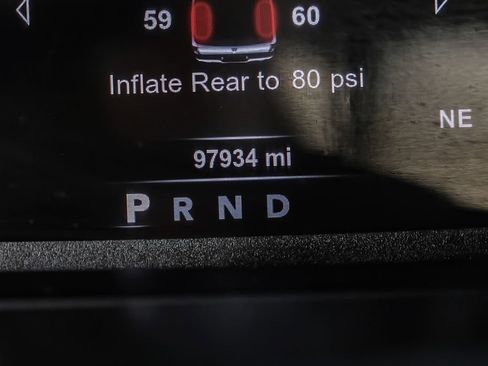 59 60
Inflate Rear to 80 psi
NE
97934 mi
P R N D